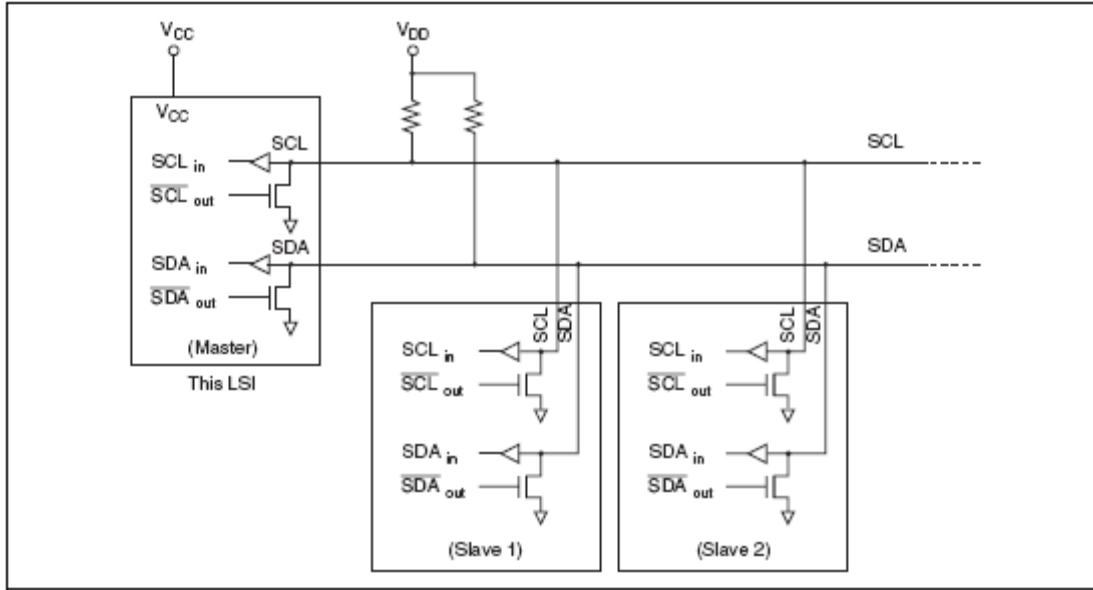 VCC
VDD
VCC
SCL
SCL
SCL in
SCL out
SDA
SDA
SDA in
SDA out
(Master)
This LSI
SCL
SDA
SCL
SDA
SCL in
SCL in
SCL out
SCL out
SDA in
SDA in
SDA out
SDA out
(Slave 1)
(Slave 2)